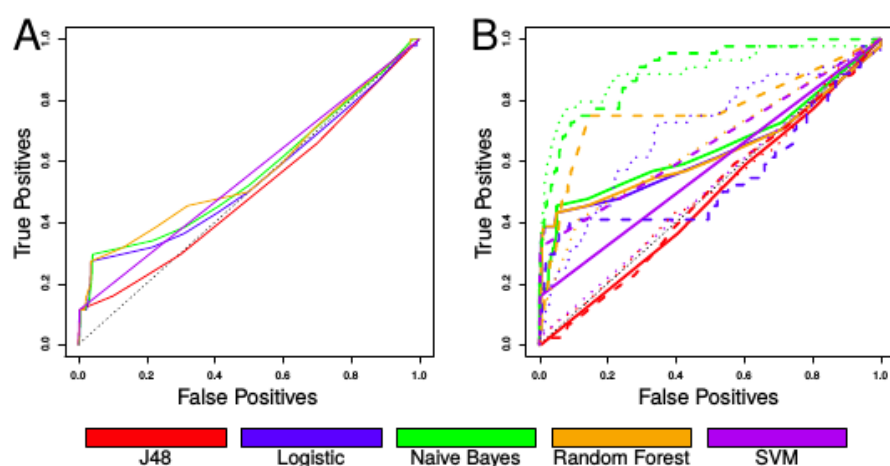 A
B
True Positives
1.0
0.8
0.6
0.4
0.2
0.0
0.0
0.2
0.4
0.6
0.8
1.0
False Positives
True Positives
1.0
0.8
0.6
0.4
0.2
0.0
0.0
0.2
0.4
0.6
0.8
1.0
False Positives
J48
Logistic
Naive Bayes
Random Forest
SVM